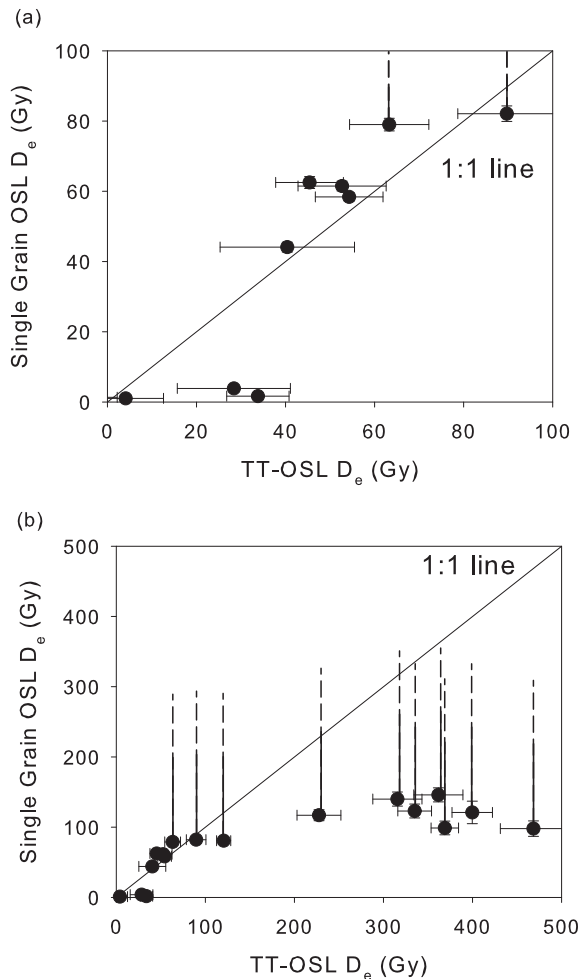 (a)
100
80
60
40
20
0
Single Grain OSL De (Gy)
1:1 line
0 20 40 60 80 100
TT-OSL De (Gy)
(b)
500
400
300
200
100
0
Single Grain OSL De (Gy)
1:1 line
0 100 200 300 400 500
TT-OSL De (Gy)